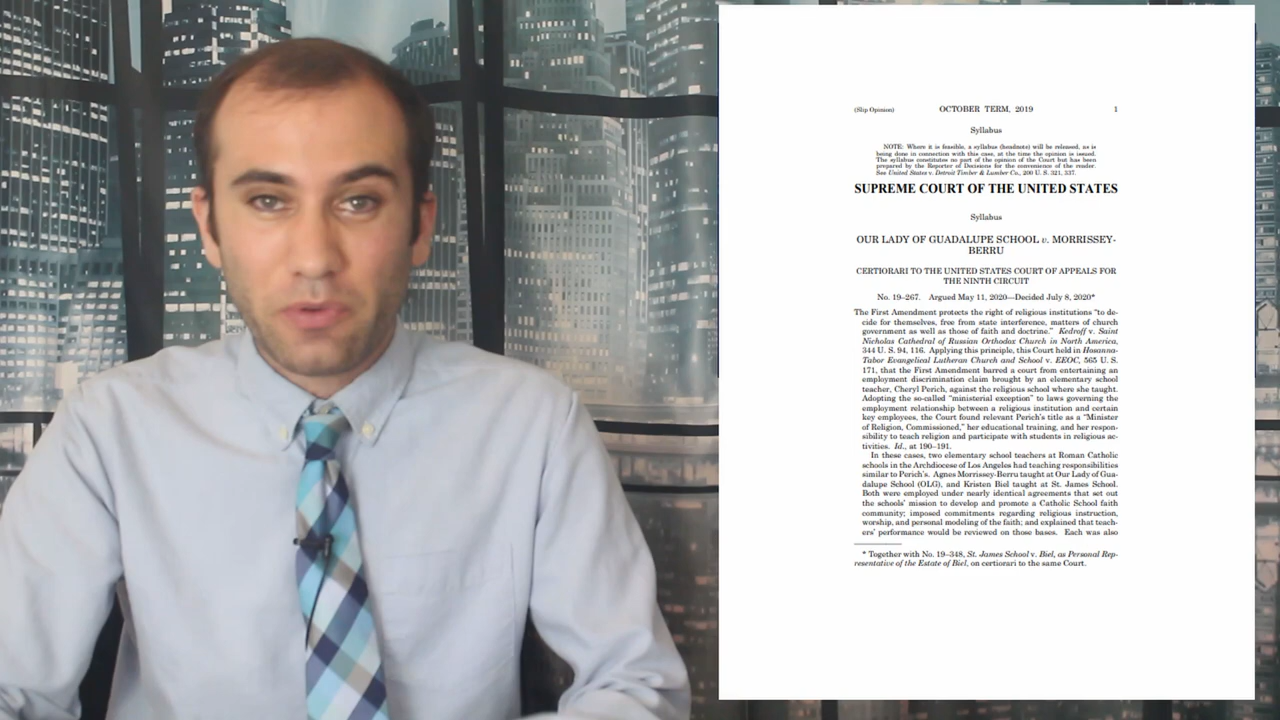 (Slip Opinion) OCTOBER TERM, 2019 1
Syllabus
NOTE: Where it is feasible, a syllabus (headnote) will be released, as is
being done in connection with this case, at the time the opinion is issued.
The syllabus constitutes no part of the opinion of the Court but has been
prepared by the Reporter of Decisions for the convenience of the reader.
See United States v. Detroit Timber & Lumber Co., 200 U. S. 321, 337.
SUPREME COURT OF THE UNITED STATES
Syllabus
OUR LADY OF GUADALUPE SCHOOL v. MORRISSEY-
BERRU
CERTIORARI TO THE UNITED STATES COURT OF APPEALS FOR
THE NINTH CIRCUIT
No. 19–267. Argued May 11, 2020—Decided July 8, 2020*
The First Amendment protects the right of religious institutions “to de-
cide for themselves, free from state interference, matters of church
government as well as those of faith and doctrine.” Kedroff v. Saint
Nicholas Cathedral of Russian Orthodox Church in North America,
344 U. S. 94, 116. Applying this principle, this Court held in Hosanna-
Tabor Evangelical Lutheran Church and School v. EEOC, 565 U. S.
171, that the First Amendment barred a court from entertaining an
employment discrimination claim brought by an elementary school
teacher, Cheryl Perich, against the religious school where she taught.
Adopting the so-called “ministerial exception” to laws governing the
employment relationship between a religious institution and certain
key employees, the Court found relevant Perich’s title as a “Minister
of Religion, Commissioned,” her educational training, and her respon-
sibility to teach religion and participate with students in religious ac-
tivities. Id., at 190–191.
In these cases, two elementary school teachers at Roman Catholic
schools in the Archdiocese of Los Angeles had teaching responsibilities
similar to Perich’s. Agnes Morrissey-Berru taught at Our Lady of Gua-
dalupe School (OLG), and Kristen Biel taught at St. James School.
Both were employed under nearly identical agreements that set out
the schools’ mission to develop and promote a Catholic School faith
community; imposed commitments regarding religious instruction,
worship, and personal modeling of the faith; and explained that teach-
ers’ performance would be reviewed on those bases. Each was also
* Together with No. 19–348, St. James School v. Biel, as Personal Rep-
resentative of the Estate of Biel, on certiorari to the same Court.